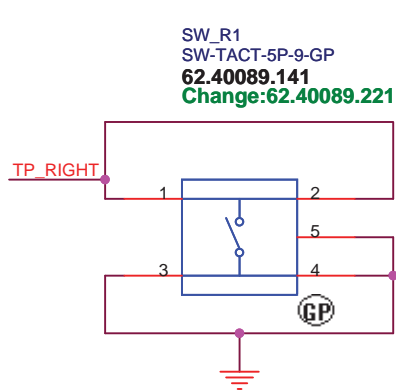 SW_R1
SW-TACT-5P-9-GP
62.40089.141
Change:62.40089.221
TP_RIGHT
1 2
5
3 4
GP